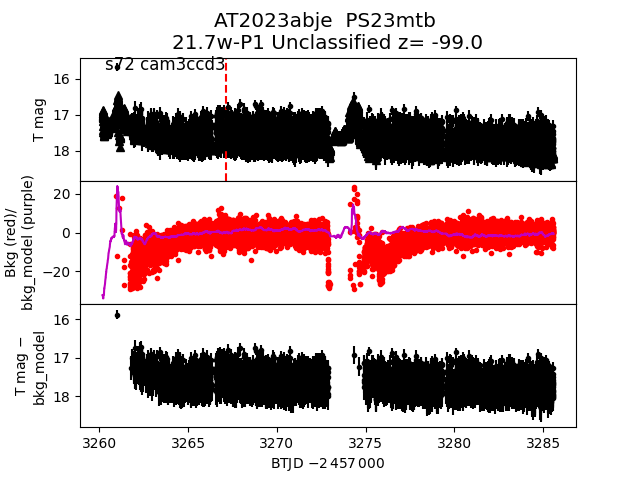 AT2023abje PS23mtb
21.7w-P1 Unclassified z= -99.0
s72 cam3ccd3
T mag
16
17
18
Bkg (red)/
bkg_model (purple)
20
0
−20
T mag −
bkg_model
16
17
18
3260 3265 3270 3275 3280 3285
BTJD −2 457 000